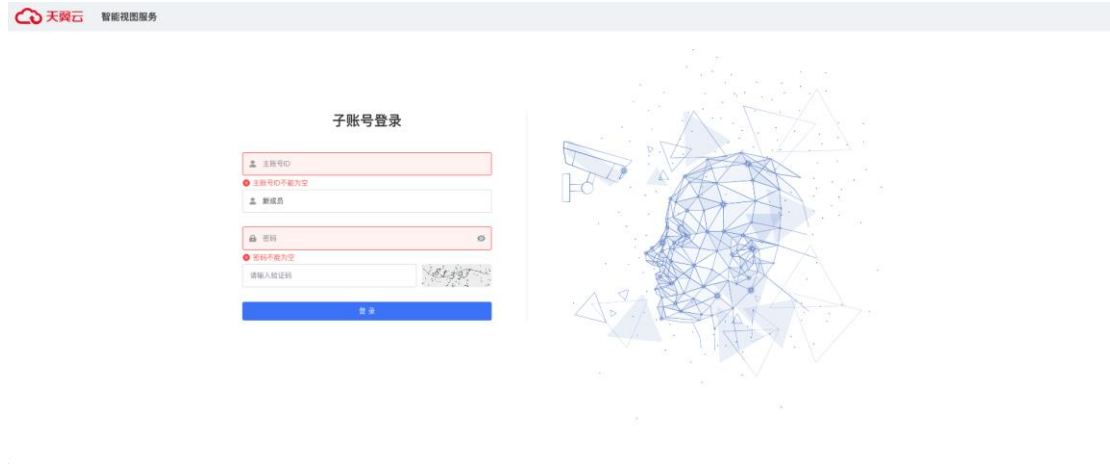 天翼云 智能视图服务
子账号登录
主账号ID
主账号ID不能为空
新成员
密码
密码不能为空
请输入验证码
登 录